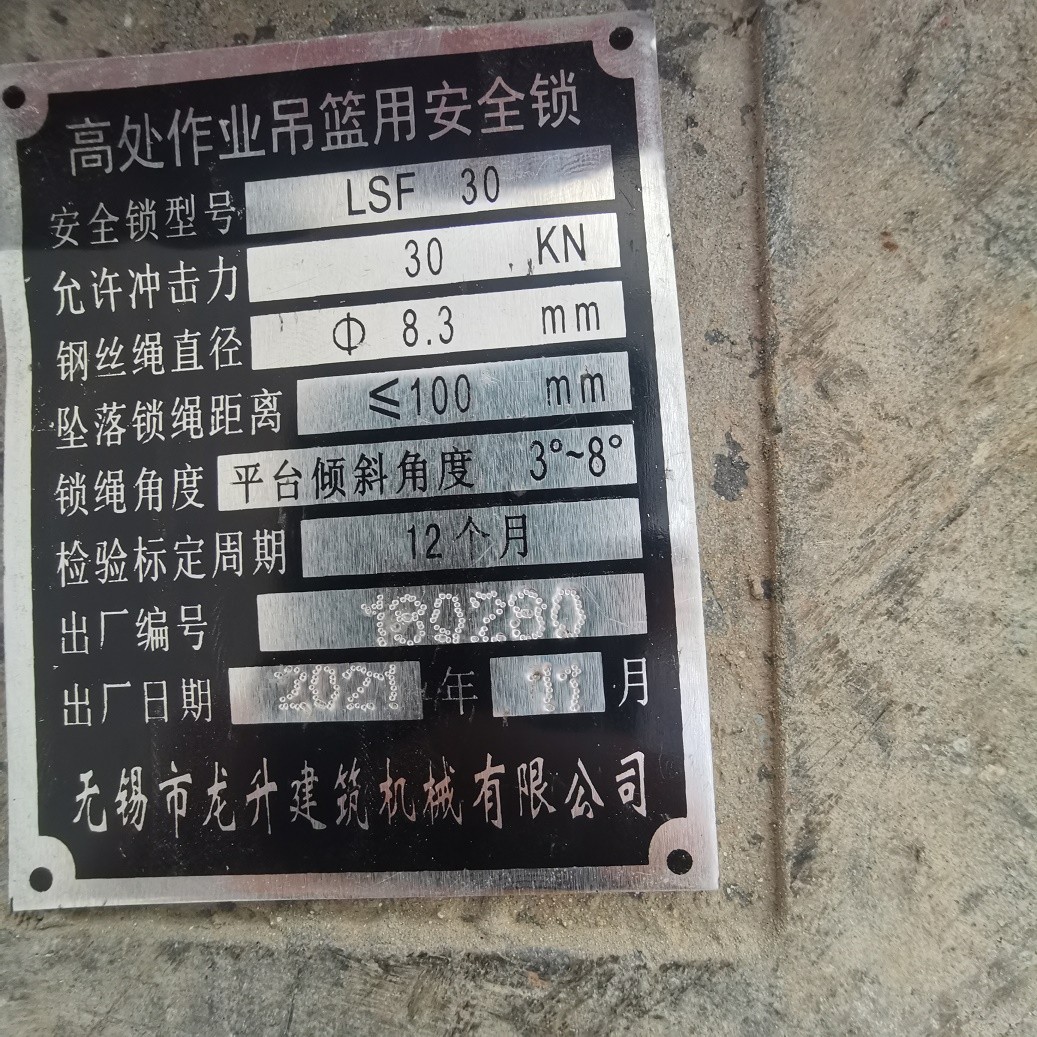 高处作业吊篮用安全锁
安全锁型号 LSF 30
允许冲击力 30 KN
钢丝绳直径 Φ 8.3 mm
坠落锁绳距离 ≤100 mm
锁绳角度 平台倾斜角度 3°~8°
检验标定周期 12个月
出厂编号 180280
出厂日期 2021 年 11 月
无锡市龙升建筑机械有限公司